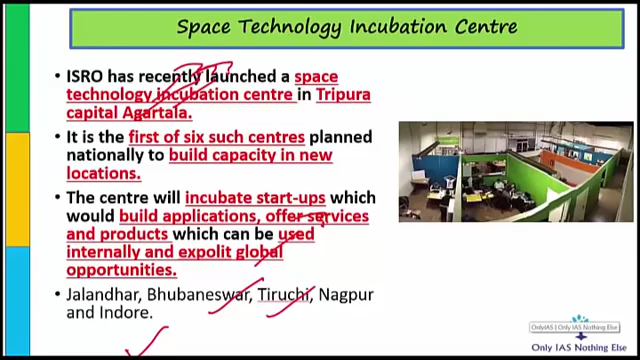 Space Technology Incubation Centre
ISRO has recently launched a space
technology incubation centre in Tripura
capital Agartala.
It is the first of six such centres planned
nationally to build capacity in new
locations.
The centre will incubate start-ups which
would build applications, offer services
and products which can be used
internally and expolit global
opportunities.
Jalandhar, Bhubaneswar, Tiruchi, Nagpur
and Indore.
OnlyIAS | Only IAS Nothing Else
Only IAS Nothing Else